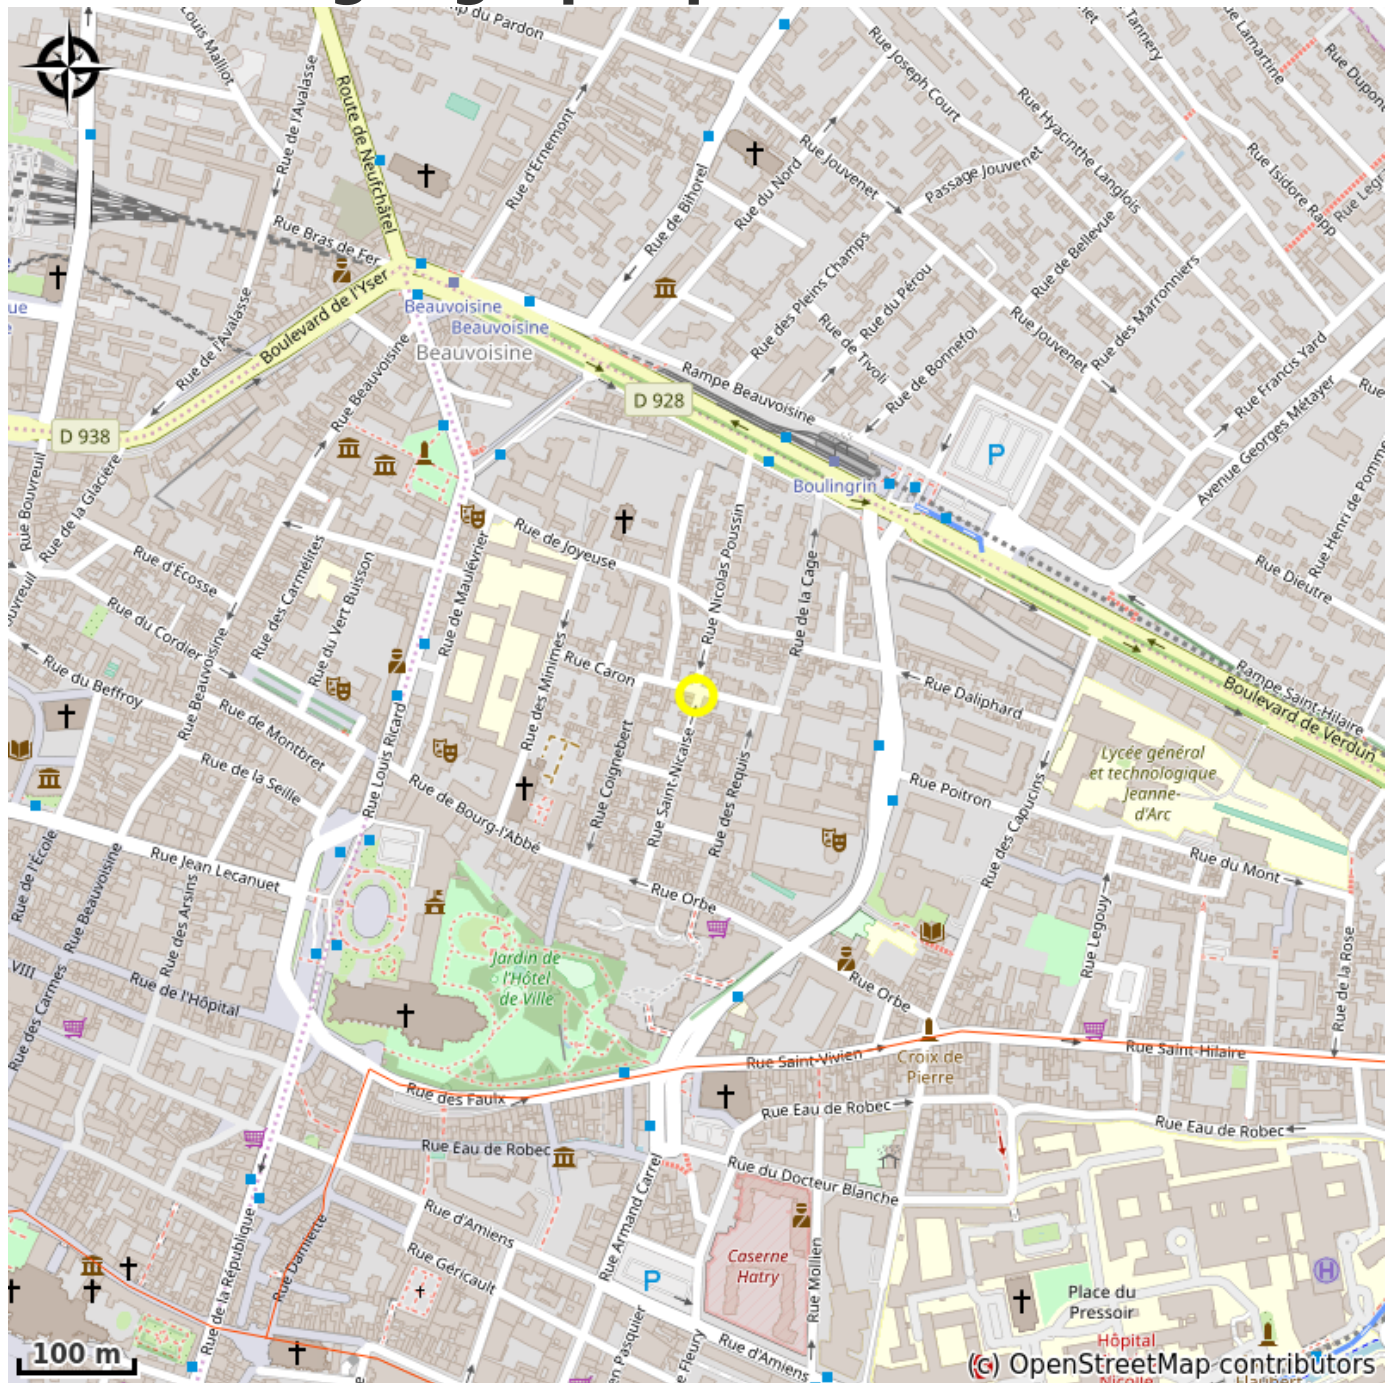 Louis Malliot
Rue de l'Avalasse
Route de Neufchâtel
p du Pardon
Rue d'Ernemont
Rue de Bihorel
Rue du Nord
Rue Joseph Court
Rue Jouvenet
Passage Jouvenet
Rue Hyacinthe Langlois
Tannery
Rue Lamartine
Rue Dupon
Rue Isidore Rapp
Rue Legra
Rue Bras de Fer
Boulevard de l'Yser
Rue de l'Avalasse
Beauvoisine
Beauvoisine
Beauvoisine
Rue Beauvoisine
Rue des Pleins Champs
Rue du Pérou
Rue de Tivoli
Rue de Bonnefoi
Rue de Bellevue
Rue Jouvenet
Rue des Marronniers
Rue Francis Yard
Rue
Avenue Georges Métayer
Rue Henri de Pomme
Rue Dieutre
Rampe Beauvoisine
D 928
D 938
P
Boulingrin
Rue Bouvreuil
Rue de la Glacière
ouvreuil
Rue d'Écosse
Rue du Cordier
Rue du Beffroy
Rue Beauvoisine
Rue des Carmélites
Rue du Vert Buisson
Rue de Maulévrier
Rue de Joyeuse
Rue Nicolas Poussin
Rue de la Cage
Rue Caron
Rue des Minimes
Rue Daliphard
Rampe Saint-Hilaire
Boulevard de Verdun
Rue de Montbret
Rue de la Seille
Rue Louis Ricard
Rue de Bourg-l'Abbé
Rue Coignebert
Rue Saint-Nicaise
Rue des Requis
Rue Poitron
Rue des Capucins
Lycée général
et technologique
Jeanne-
d'Arc
Rue du Mont
Rue Jean Lecanuet
Rue de l'École
Rue Beauvoisine
Rue des Arsins
Rue Orbe
Rue Legouy
Rue de la Rose
Jardin de
l'Hôtel
de Ville
VIII
Rue des Carmes
Rue de l'Hôpital
Rue Orbe
Croix de
Pierre
Rue Saint-Vivien
Rue Saint-Hilaire
Rue des Faulx
Rue Eau de Robec
Rue Eau de Robec
Rue Eau de Robec
Rue du Docteur Blanche
Rue Armand Carrel
Rue d'Amiens
Rue Géricault
Rue Damiette
Rue de la République
Caserne
Hatry
Rue Mollien
P
n Pasquier
e Fleury
Rue d'Amiens
Place du
Pressoir
H
Hôpital
100 m
(c) OpenStreetMap contributors